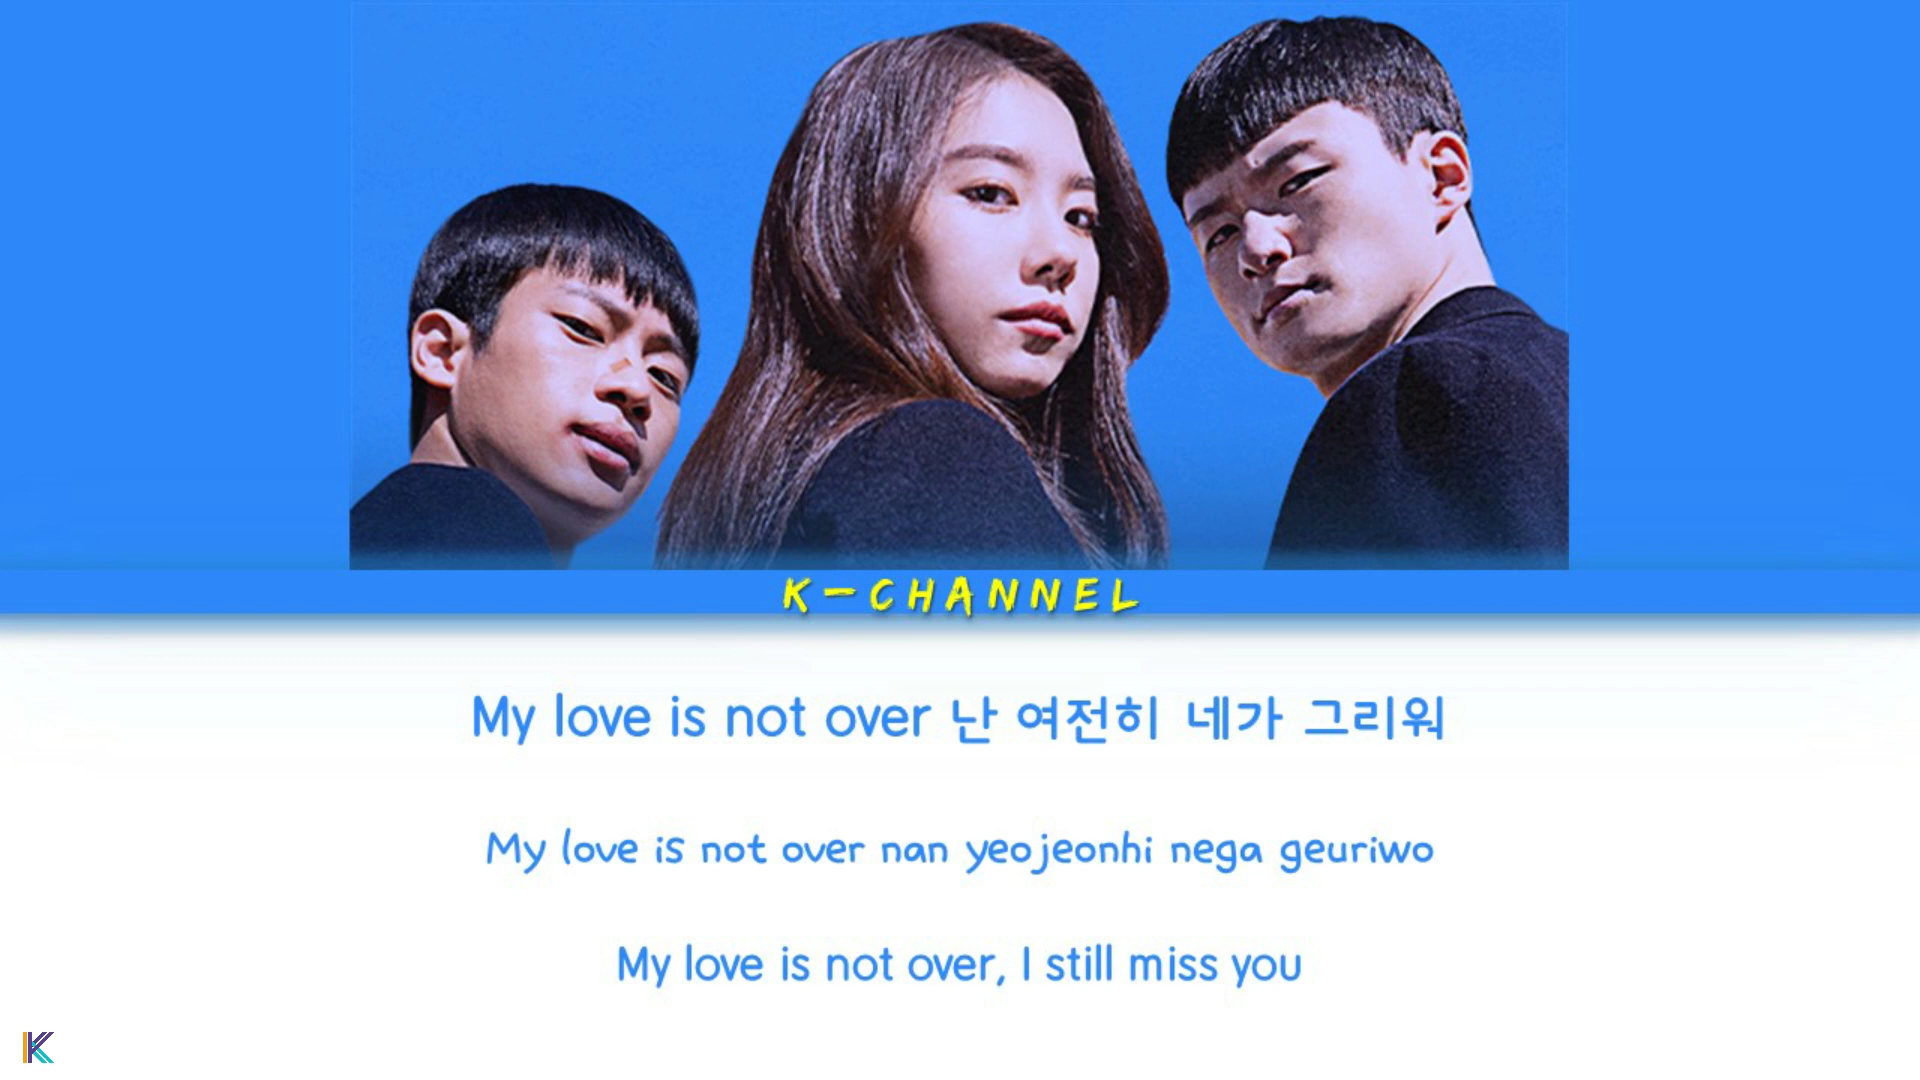 K-CHANNEL
My love is not over 난 여전히 네가 그리워
My love is not over nan yeojeonhi nega geuriwo
My love is not over, I still miss you
K